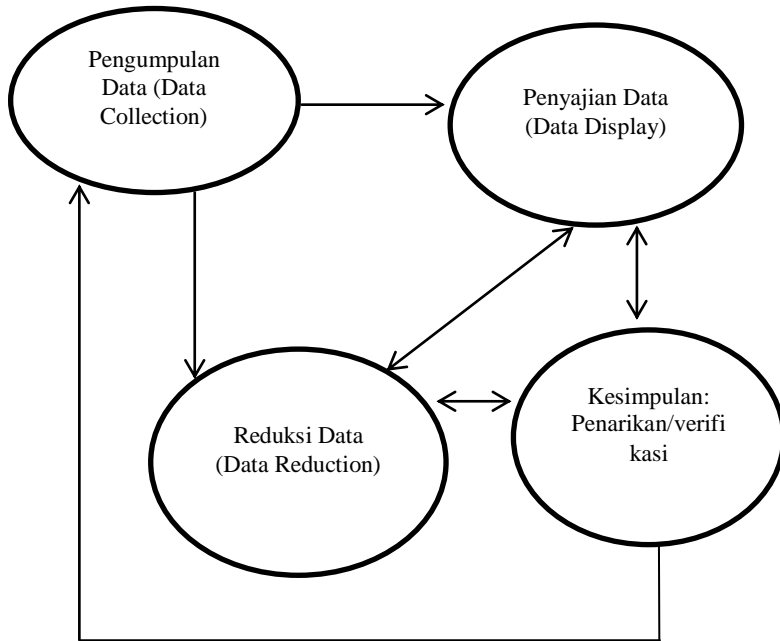 Pengumpulan
Data (Data
Collection)
Penyajian Data
(Data Display)
Reduksi Data
(Data Reduction)
Kesimpulan:
Penarikan/verifi
kasi